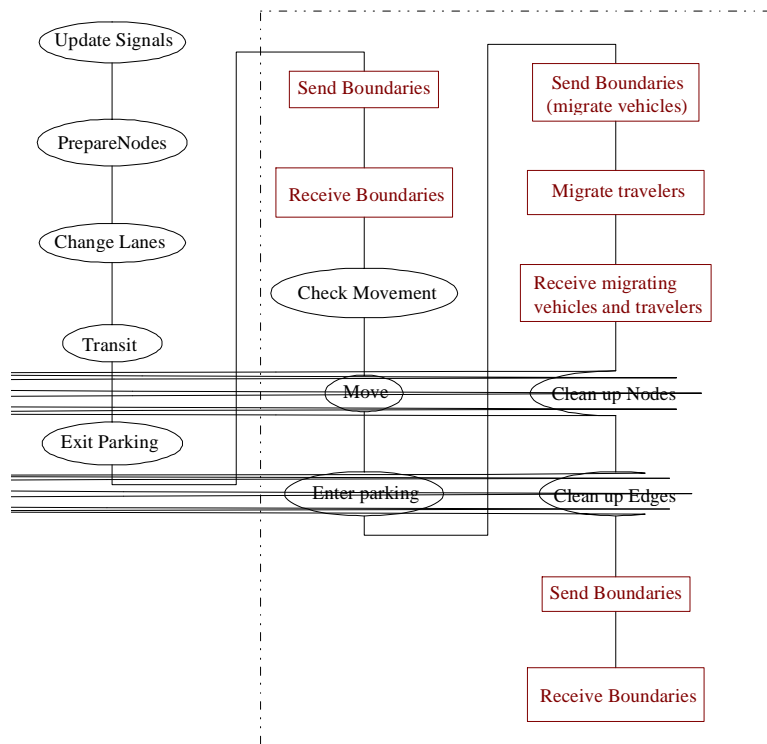 Update Signals
PrepareNodes
Change Lanes
Transit
Exit Parking
Send Boundaries
Receive Boundaries
Check Movement
Move
Enter parking
Send Boundaries
(migrate vehicles)
Migrate travelers
Receive migrating
vehicles and travelers
Clean up Nodes
Clean up Edges
Send Boundaries
Receive Boundaries